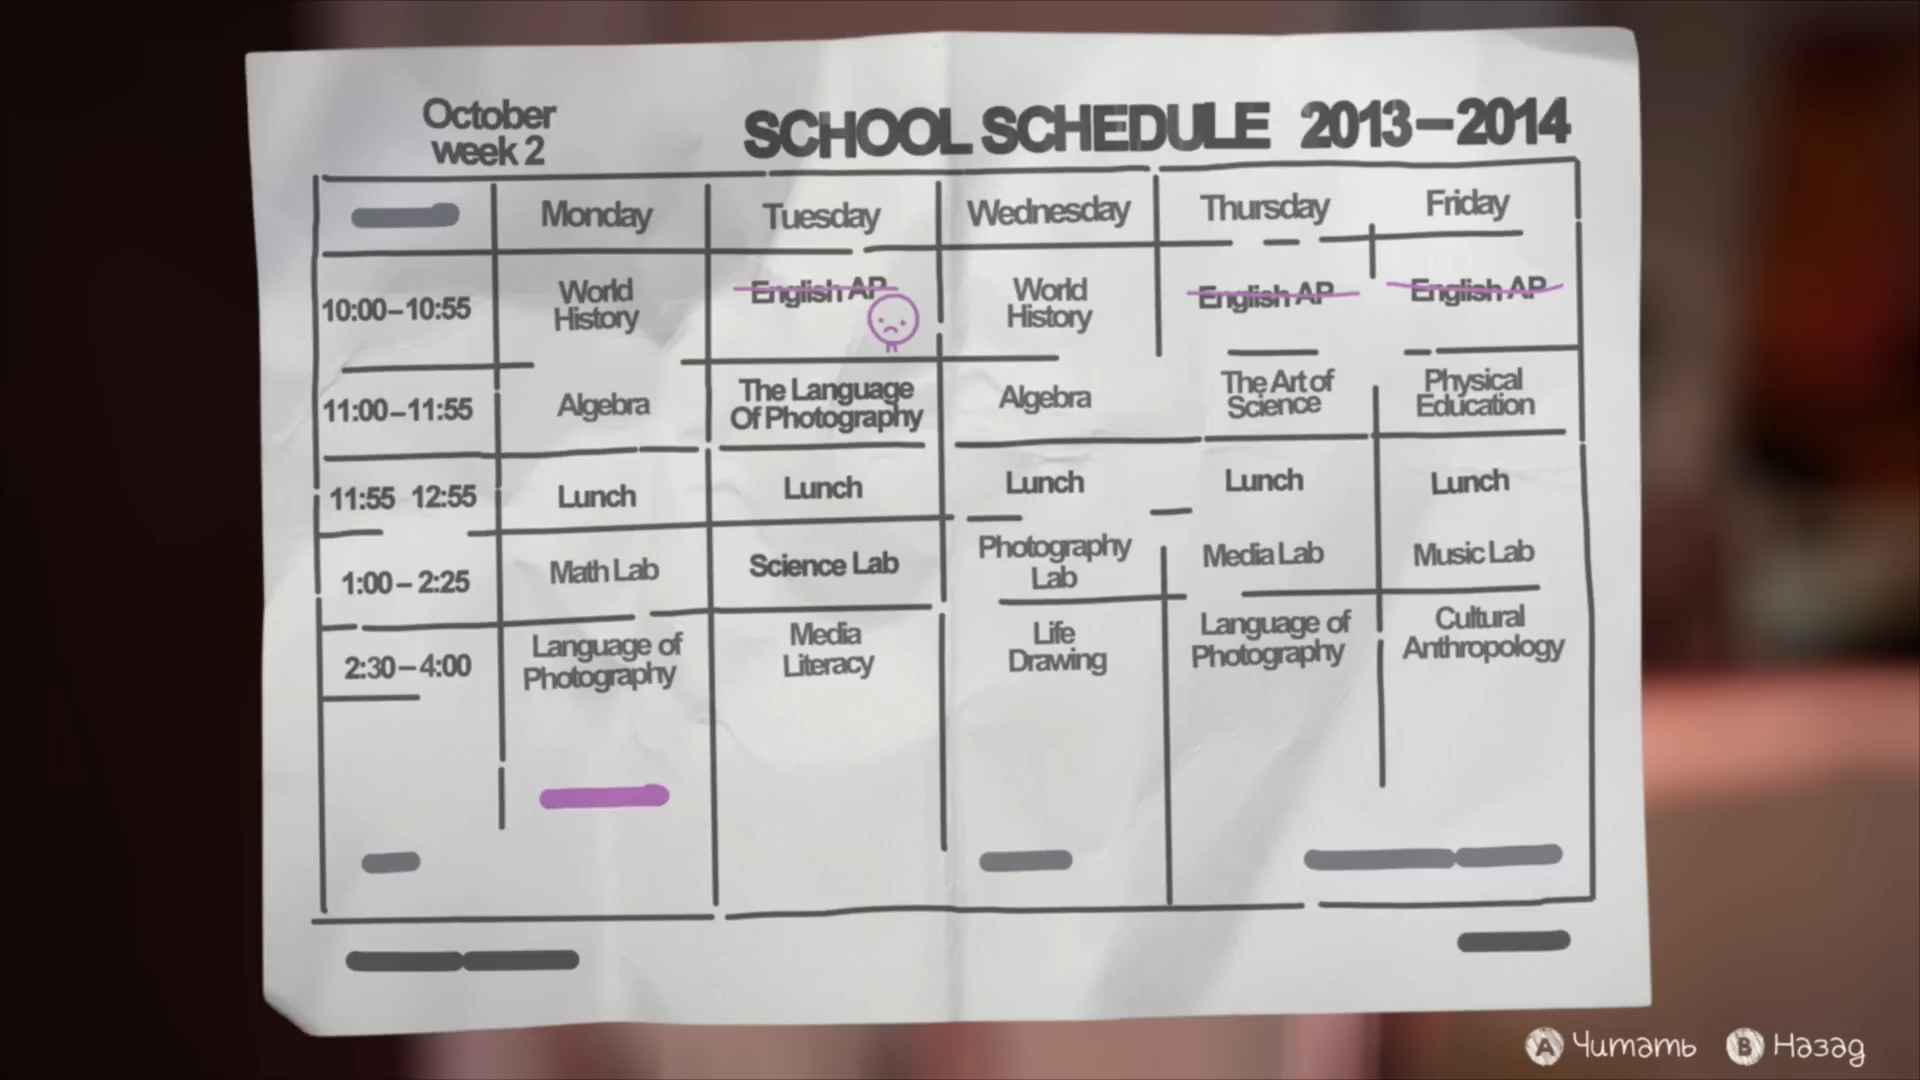 October
week 2
SCHOOL SCHEDULE 2013-2014
Monday Tuesday Wednesday Thursday Friday
10:00-10:55
World
History
English AP
World
History
English AP
English AP
11:00-11:55
Algebra
The Language
Of Photography
Algebra
The Art of
Science
Physical
Education
11:55 12:55
Lunch
Lunch
Lunch
Lunch
Lunch
1:00-2:25
Math Lab
Science Lab
Photography
Lab
Media Lab
Music Lab
2:30-4:00
Language of
Photography
Media
Literacy
Life
Drawing
Language of
Photography
Cultural
Anthropology
A Читать B Назад